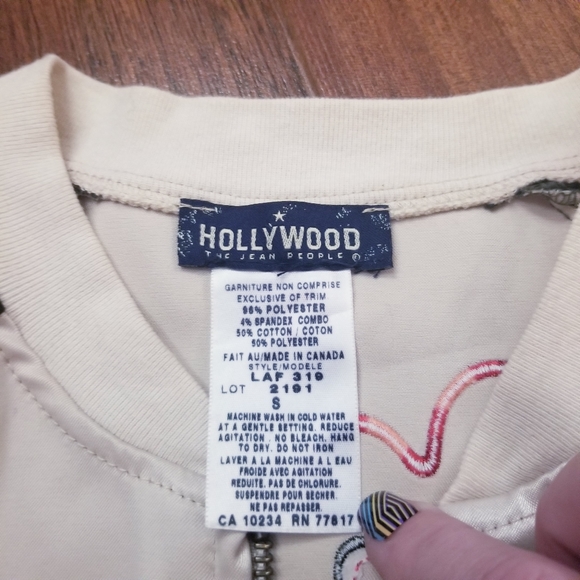 HOLLYWOOD
THE JEAN PEOPLE ®
GARNITURE NON COMPRISE
EXCLUSIVE OF TRIM
96% POLYESTER
4% SPANDEX COMBO
50% COTTON / COTON
50% POLYESTER
FAIT AU/MADE IN CANADA
STYLE/MODELE
LAF 319
LOT 2191
S
MACHINE WASH IN COLD WATER
AT A GENTLE SETTING. REDUCE
AGITATION . NO BLEACH. HANG
TO DRY. DO NOT IRON
LAVER A LA MACHINE A L EAU
FROIDE AVEC AGITATION
REDUITE. PAS DE CHLORURE.
SUSPENDRE POUR SECHER.
NE PAS REPASSER.
CA 10234 RN 77817